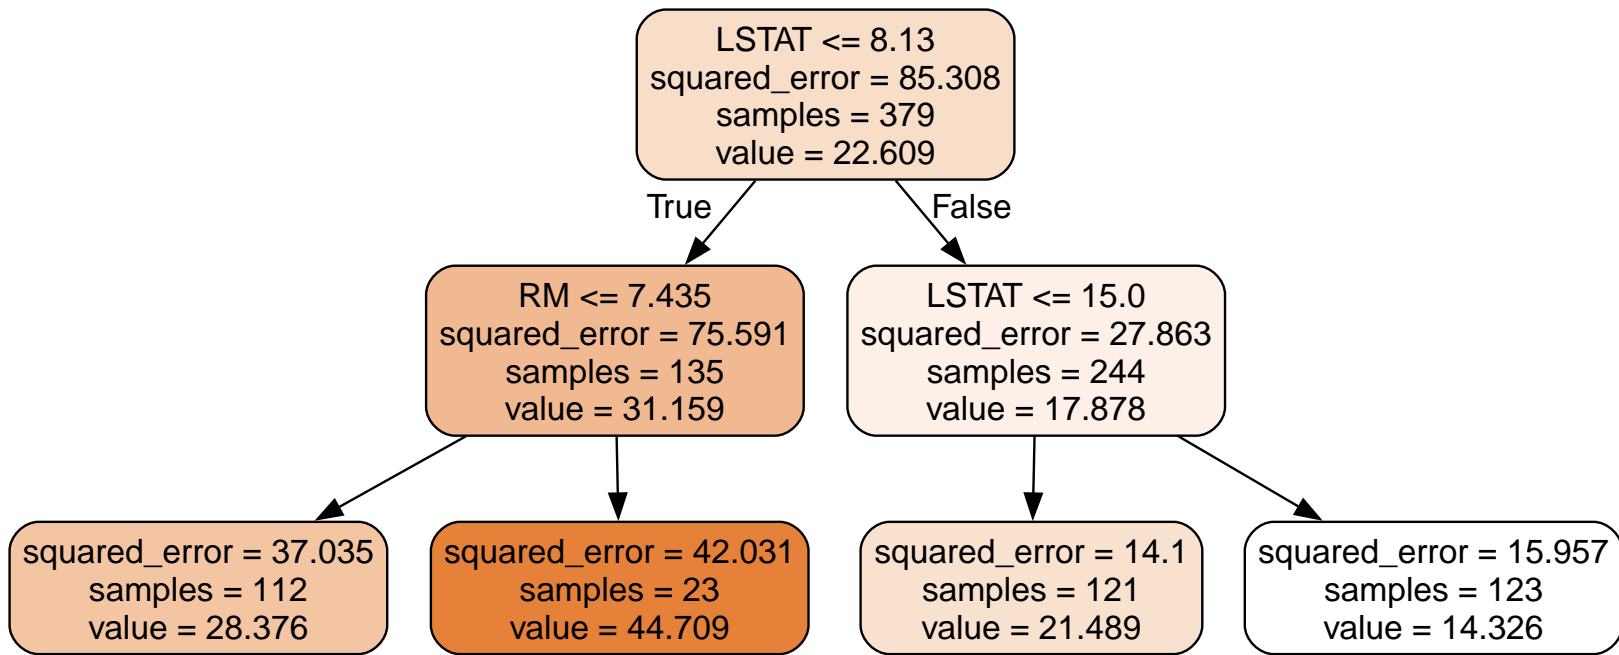 LSTAT <= 8.13
squared_error = 85.308
samples = 379
value = 22.609
True
False
RM <= 7.435
squared_error = 75.591
samples = 135
value = 31.159
LSTAT <= 15.0
squared_error = 27.863
samples = 244
value = 17.878
squared_error = 37.035
samples = 112
value = 28.376
squared_error = 42.031
samples = 23
value = 44.709
squared_error = 14.1
samples = 121
value = 21.489
squared_error = 15.957
samples = 123
value = 14.326